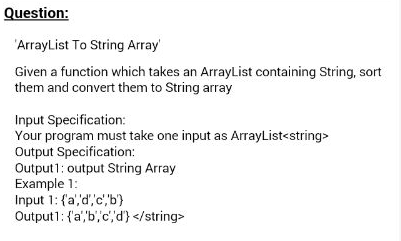 Question:
'ArrayList To String Array'
Given a function which takes an ArrayList containing String, sort
them and convert them to String array
Input Specification:
Your program must take one input as ArrayList<string>
Output Specification:
Output1: output String Array
Example 1:
Input 1: {'a','d','c','b'}
Output1: {'a','b','c','d'} </string>